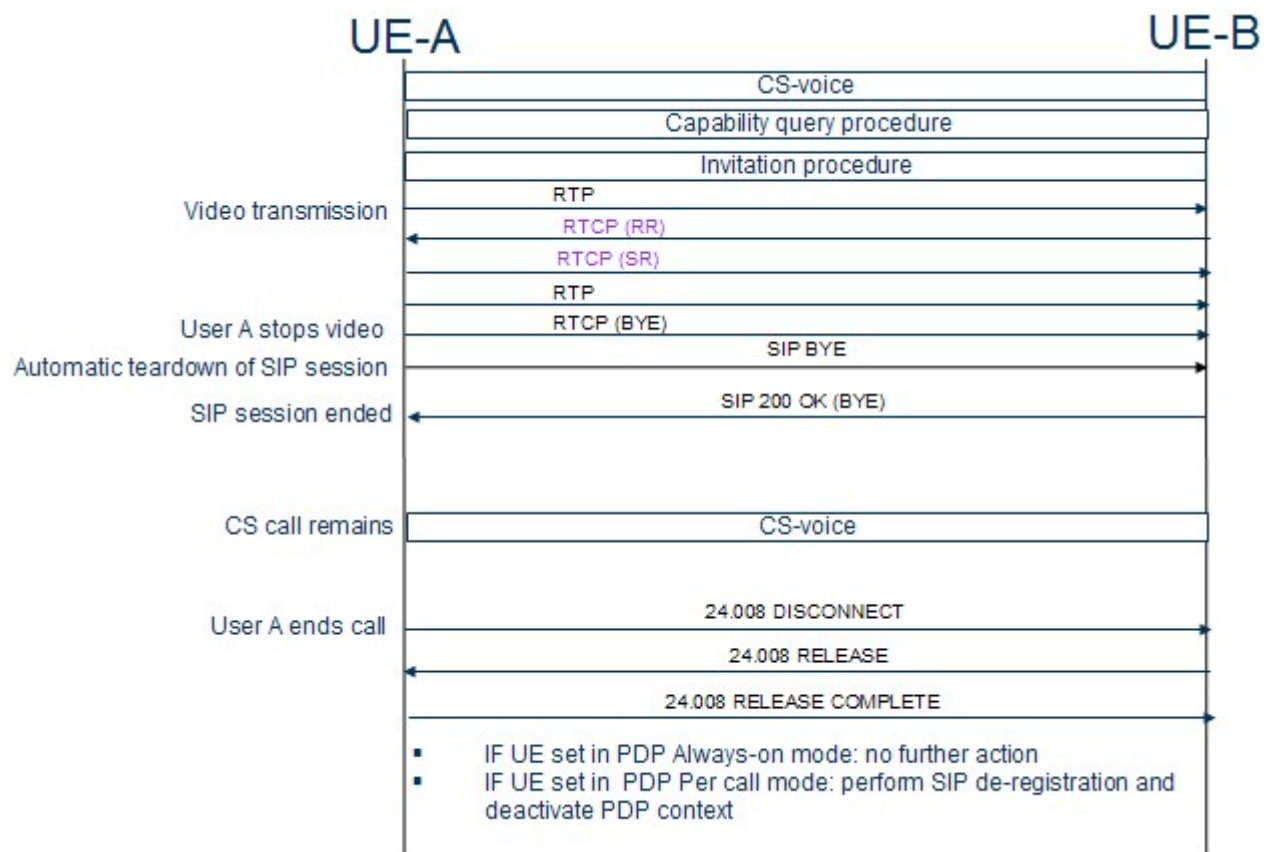 UE-A
UE-B
CS-voice
Capability query procedure
Invitation procedure
RTP
Video transmission
RTCP (RR)
RTCP (SR)
RTP
User A stops video
RTCP (BYE)
SIP BYE
Automatic teardown of SIP session
SIP 200 OK (BYE)
SIP session ended
CS call remains
CS-voice
24.008 DISCONNECT
User A ends call
24.008 RELEASE
24.008 RELEASE COMPLETE
▪ IF UE set in PDP Always-on mode: no further action
▪ IF UE set in PDP Per call mode: perform SIP de-registration and
deactivate PDP context